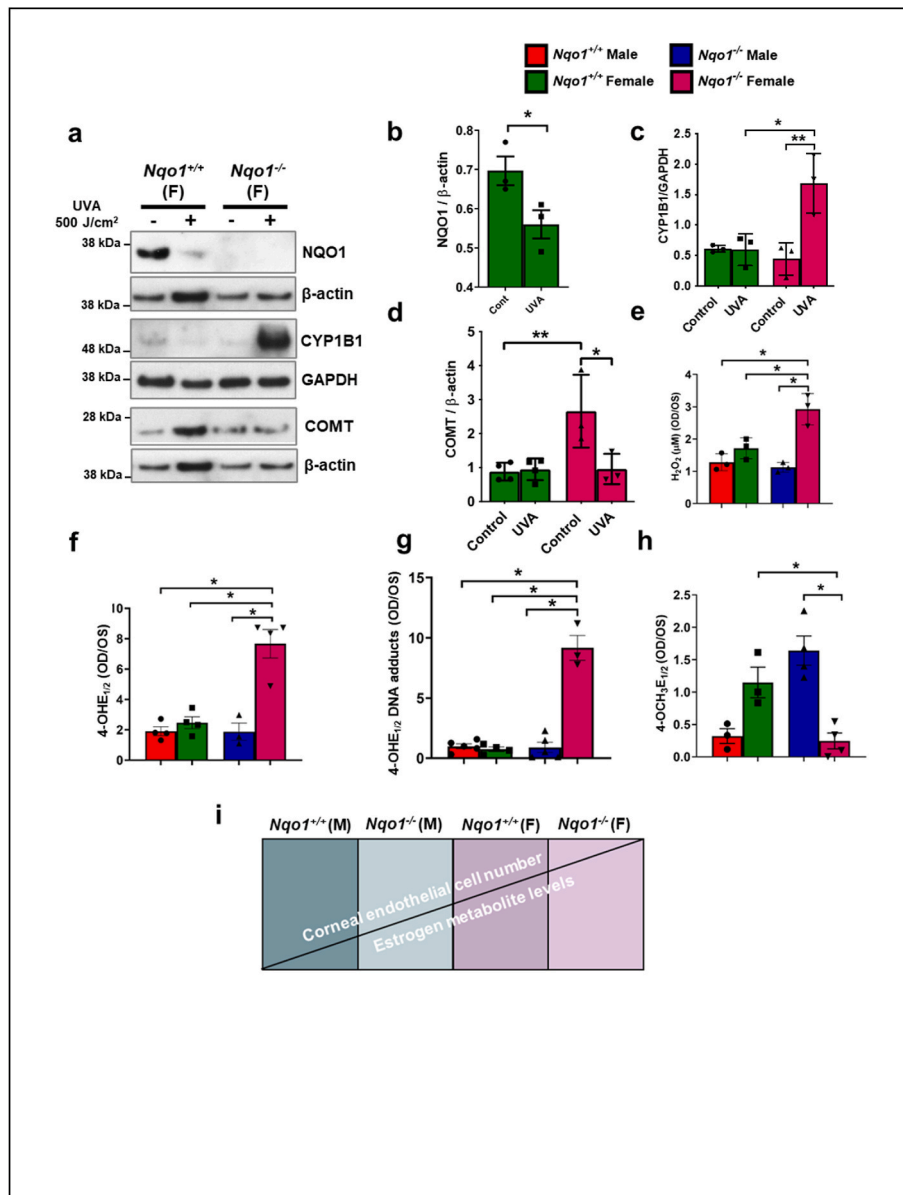 Nqo1+/+ Male
Nqo1-/- Male
Nqo1+/+ Female
Nqo1-/- Female
a
Nqo1+/+
(F)
Nqo1-/-
(F)
UVA
500 J/cm²
-
+
-
+
38 kDa
NQO1
38 kDa
β-actin
48 kDa
CYP1B1
38 kDa
GAPDH
28 kDa
COMT
38 kDa
β-actin
b
*
NQO1 / β-actin
0.8
0.7
0.6
0.5
0.4
Cont
UVA
c
*
**
CYP1B1/GAPDH
2.5
2.0
1.5
1.0
0.5
0.0
Control
UVA
Control
UVA
d
**
*
COMT / β-actin
5
4
3
2
1
0
Control
UVA
Control
UVA
e
*
*
*
H₂O₂ (μM) (OD/OS)
4
3
2
1
0
f
*
*
*
4-OHE1/2 (OD/OS)
10
8
6
4
2
0
g
*
*
*
4-OHE1/2 DNA adducts (OD/OS)
15
10
5
0
h
*
*
4-OCH₃E1/2 (OD/OS)
2.5
2.0
1.5
1.0
0.5
0.0
i
Nqo1+/+ (M)
Nqo1-/- (M)
Nqo1+/+ (F)
Nqo1-/- (F)
Corneal endothelial cell number
Estrogen metabolite levels